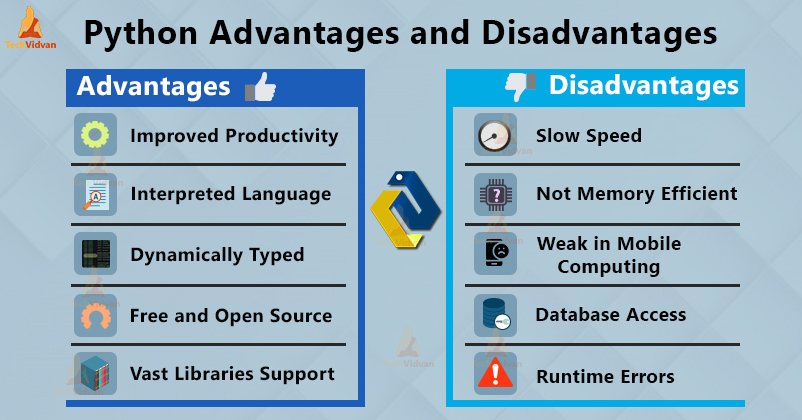 TechVidvan
Python Advantages and Disadvantages
Advantages
Improved Productivity
Interpreted Language
Dynamically Typed
Free and Open Source
Vast Libraries Support
Disadvantages
Slow Speed
Not Memory Efficient
Weak in Mobile
Computing
Database Access
Runtime Errors